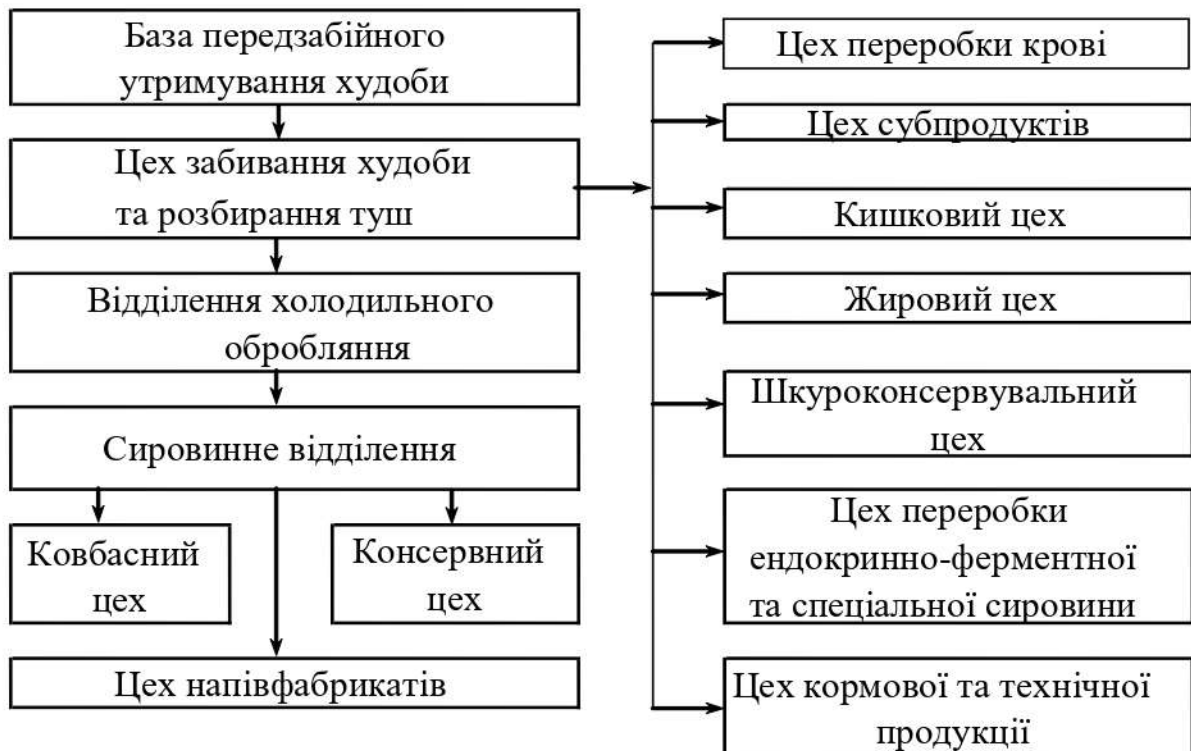 База передзабійного
утримування худоби
Цех забивання худоби
та розбирання туш
Відділення холодильного
обробляння
Сировинне відділення
Ковбасний
цех
Консервний
цех
Цех напівфабрикатів
Цех переробки крові
Цех субпродуктів
Кишковий цех
Жировий цех
Шкуроконсервувальний
цех
Цех переробки
ендокринно-ферментної
та спеціальної сировини
Цех кормової та технічної
продукції